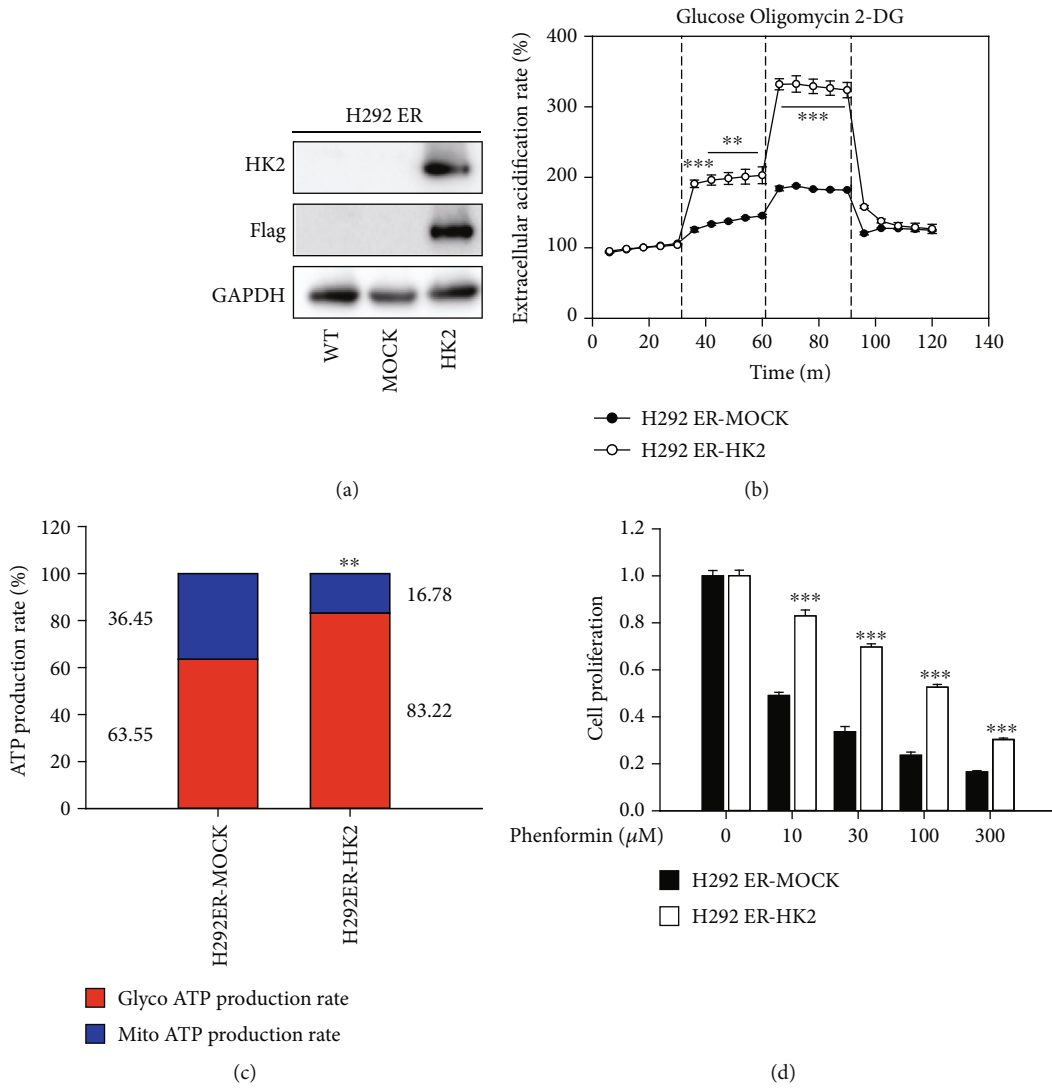 H292 ER
HK2
Flag
GAPDH
WT
MOCK
HK2
(a)
Glucose Oligomycin 2-DG
Extracellular acidification rate (%)
400
300
200
100
0
***
**
***
0 20 40 60 80 100 120 140
Time (m)
H292 ER-MOCK
H292 ER-HK2
(b)
ATP production rate (%)
120
100
80
60
40
20
0
**
36.45
63.55
16.78
83.22
H292ER-MOCK
H292ER-HK2
Glyco ATP production rate
Mito ATP production rate
(c)
Cell proliferation
1.2
1.0
0.8
0.6
0.4
0.2
0.0
***
***
***
***
Phenformin (μM) 0 10 30 100 300
H292 ER-MOCK
H292 ER-HK2
(d)